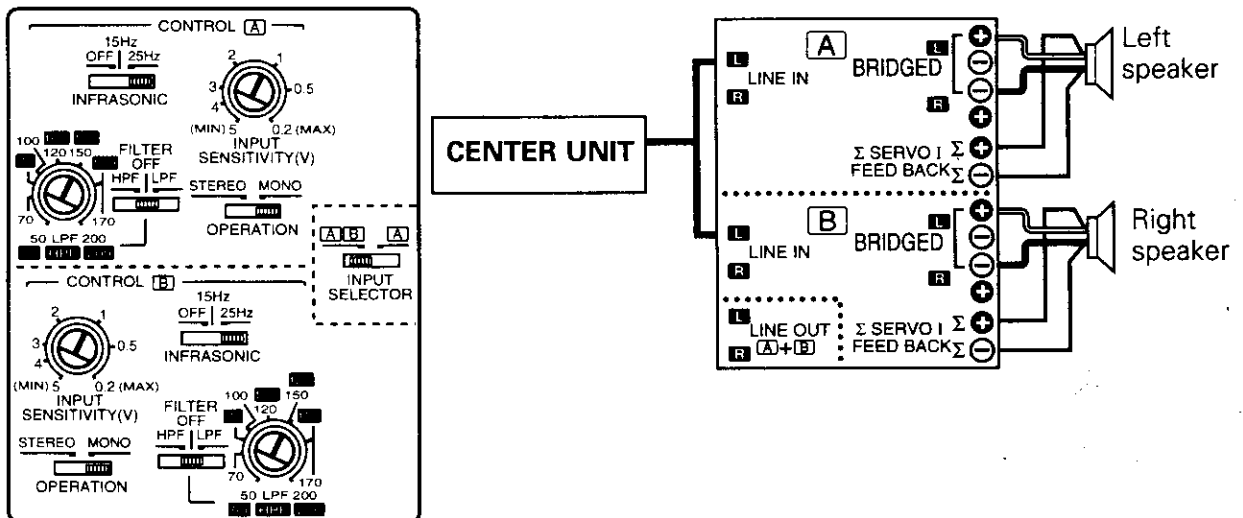 CONTROL A
15Hz
OFF 25Hz
INFRASONIC
2 1
3 0.5
4
(MIN) 5 0.2 (MAX)
INPUT
SENSITIVITY(V)
100 120 150
70 170
50 LPF 200
FILTER
OFF
HPF LPF
STEREO MONO
OPERATION
A B A
INPUT
SELECTOR
CONTROL B
15Hz
OFF 25Hz
INFRASONIC
2 1
3 0.5
4
(MIN) 5 0.2 (MAX)
INPUT
SENSITIVITY(V)
FILTER
OFF
HPF LPF
100 120 150
70 170
50 LPF 200
STEREO MONO
OPERATION
CENTER UNIT
A
L
LINE IN
R
L
BRIDGED
R
+
−
−
+
Σ SERVO I Σ +
FEED BACK Σ −
Left
speaker
B
L
LINE IN
R
L
BRIDGED
R
+
−
−
+
Σ SERVO I Σ +
FEED BACK Σ −
Right
speaker
L
LINE OUT
R A+B